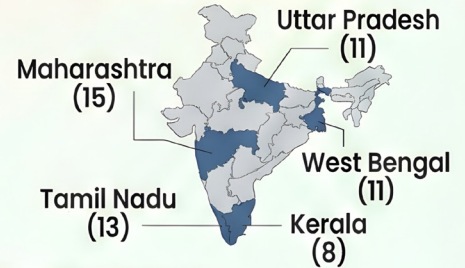 Uttar Pradesh
(11)
Maharashtra
(15)
West Bengal
(11)
Tamil Nadu
(13)
Kerala
(8)